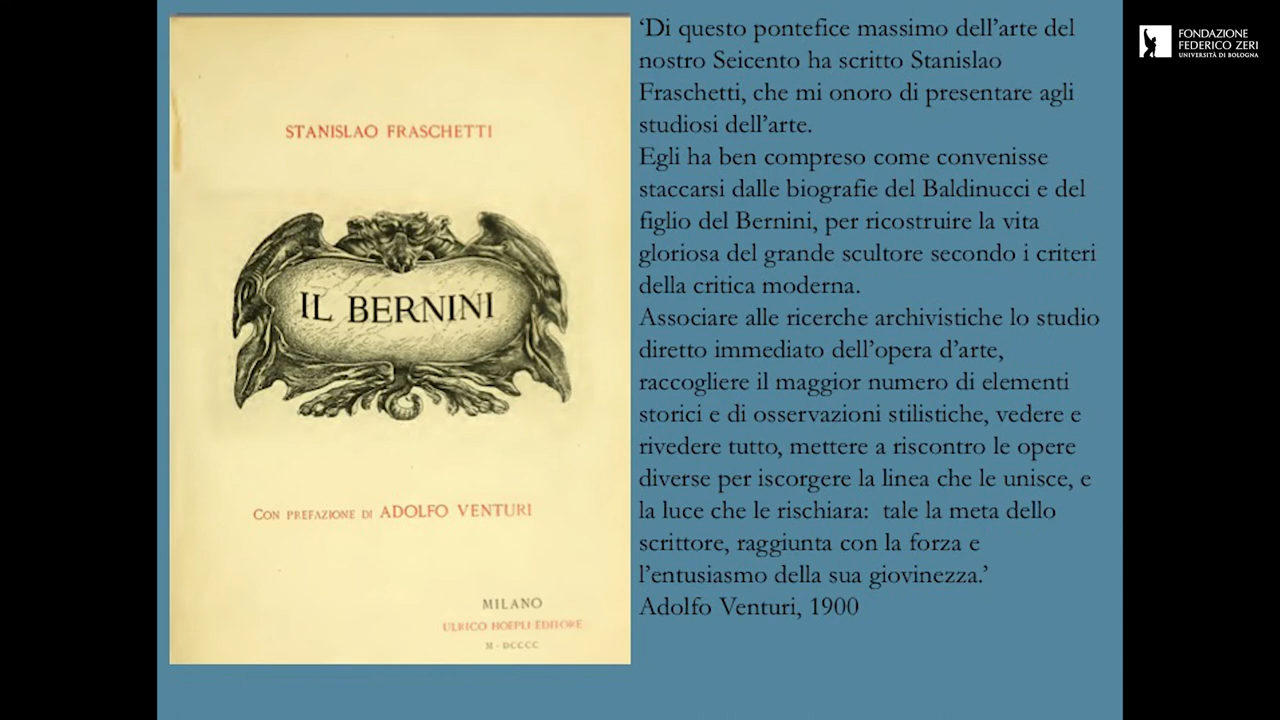 STANISLAO FRASCHETTI
IL BERNINI
CON PREFAZIONE DI ADOLFO VENTURI
MILANO
ULRICO HOEPLI EDITORE
M·DCCCC
‘Di questo pontefice massimo dell’arte del
nostro Seicento ha scritto Stanislao
Fraschetti, che mi onoro di presentare agli
studiosi dell’arte.
Egli ha ben compreso come convenisse
staccarsi dalle biografie del Baldinucci e del
figlio del Bernini, per ricostruire la vita
gloriosa del grande scultore secondo i criteri
della critica moderna.
Associare alle ricerche archivistiche lo studio
diretto immediato dell’opera d’arte,
raccogliere il maggior numero di elementi
storici e di osservazioni stilistiche, vedere e
rivedere tutto, mettere a riscontro le opere
diverse per iscorgere la linea che le unisce, e
la luce che le rischiara:  tale la meta dello
scrittore, raggiunta con la forza e
l’entusiasmo della sua giovinezza.’
Adolfo Venturi, 1900
FONDAZIONE
FEDERICO ZERI
UNIVERSITÀ DI BOLOGNA